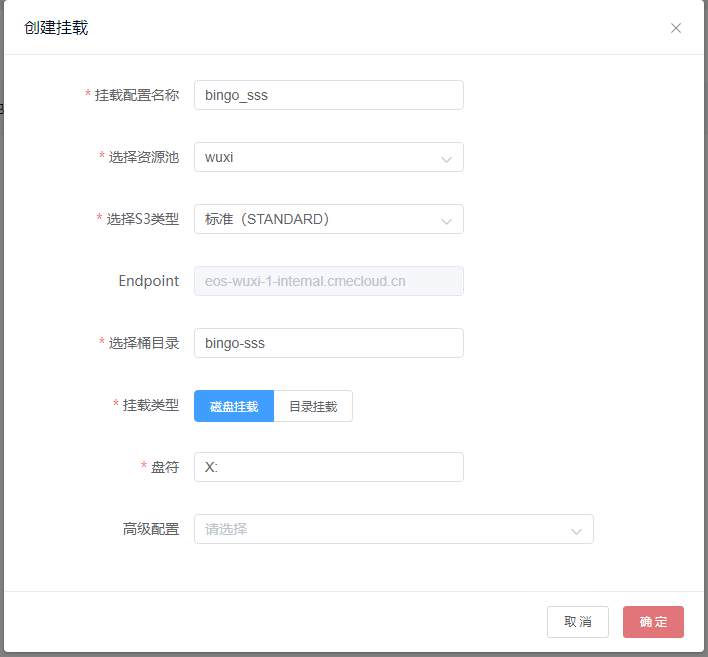 创建挂载
* 挂载配置名称 bingo_sss
* 选择资源池 wuxi
* 选择S3类型 标准（STANDARD）
Endpoint eos-wuxi-1-internal.cmecloud.cn
* 选择桶目录 bingo-sss
* 挂载类型 磁盘挂载 目录挂载
* 盘符 X:
高级配置 请选择
取消 确定